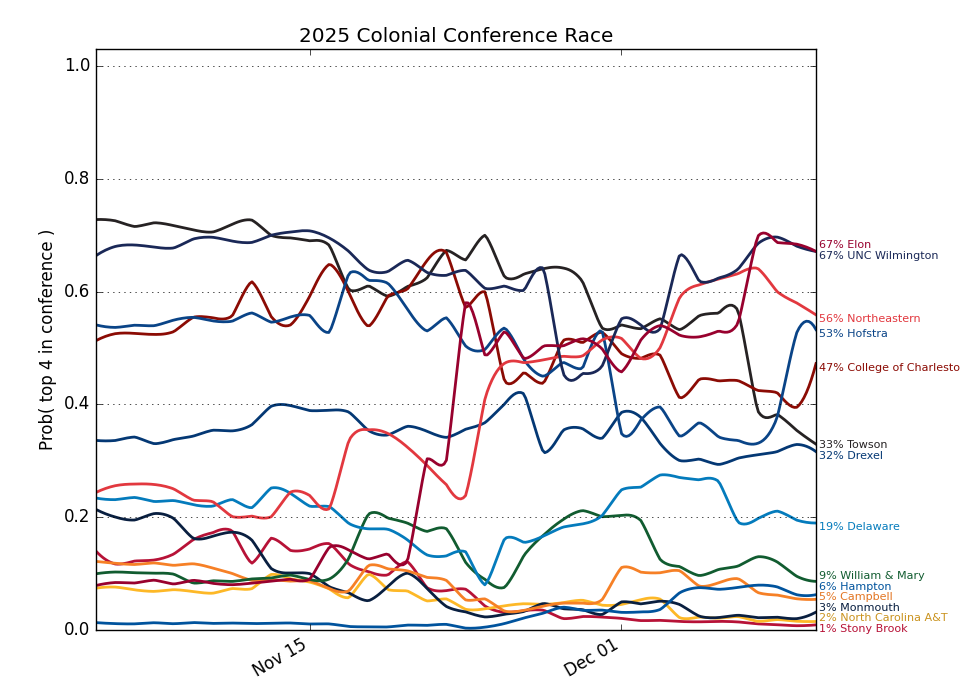 2025 Colonial Conference Race
Prob( top 4 in conference )
1.0
0.8
0.6
0.4
0.2
0.0
Nov 15
Dec 01
67% Elon
67% UNC Wilmington
56% Northeastern
53% Hofstra
47% College of Charlesto
33% Towson
32% Drexel
19% Delaware
9% William & Mary
6% Hampton
5% Campbell
3% Monmouth
2% North Carolina A&T
1% Stony Brook